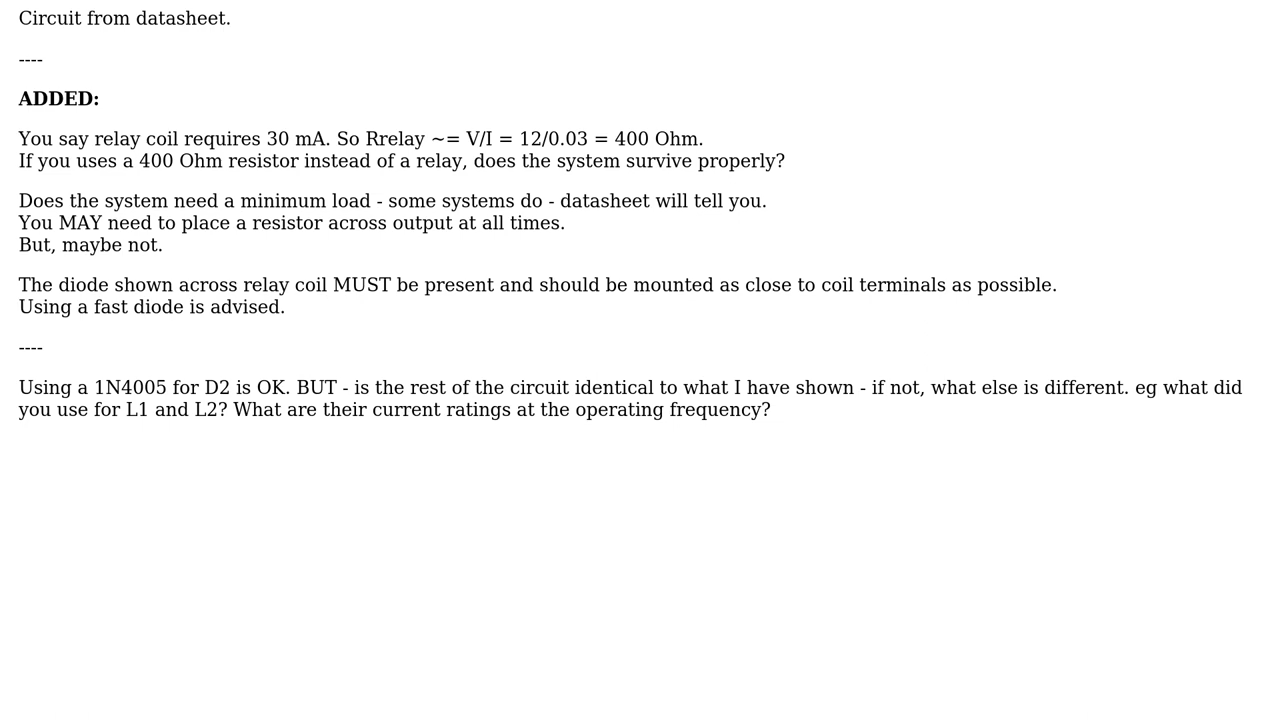 Circuit from datasheet.
----
ADDED:
You say relay coil requires 30 mA. So Rrelay ~= V/I = 12/0.03 = 400 Ohm.
If you uses a 400 Ohm resistor instead of a relay, does the system survive properly?
Does the system need a minimum load - some systems do - datasheet will tell you.
You MAY need to place a resistor across output at all times.
But, maybe not.
The diode shown across relay coil MUST be present and should be mounted as close to coil terminals as possible.
Using a fast diode is advised.
----
Using a 1N4005 for D2 is OK. BUT - is the rest of the circuit identical to what I have shown - if not, what else is different. eg what did
you use for L1 and L2? What are their current ratings at the operating frequency?